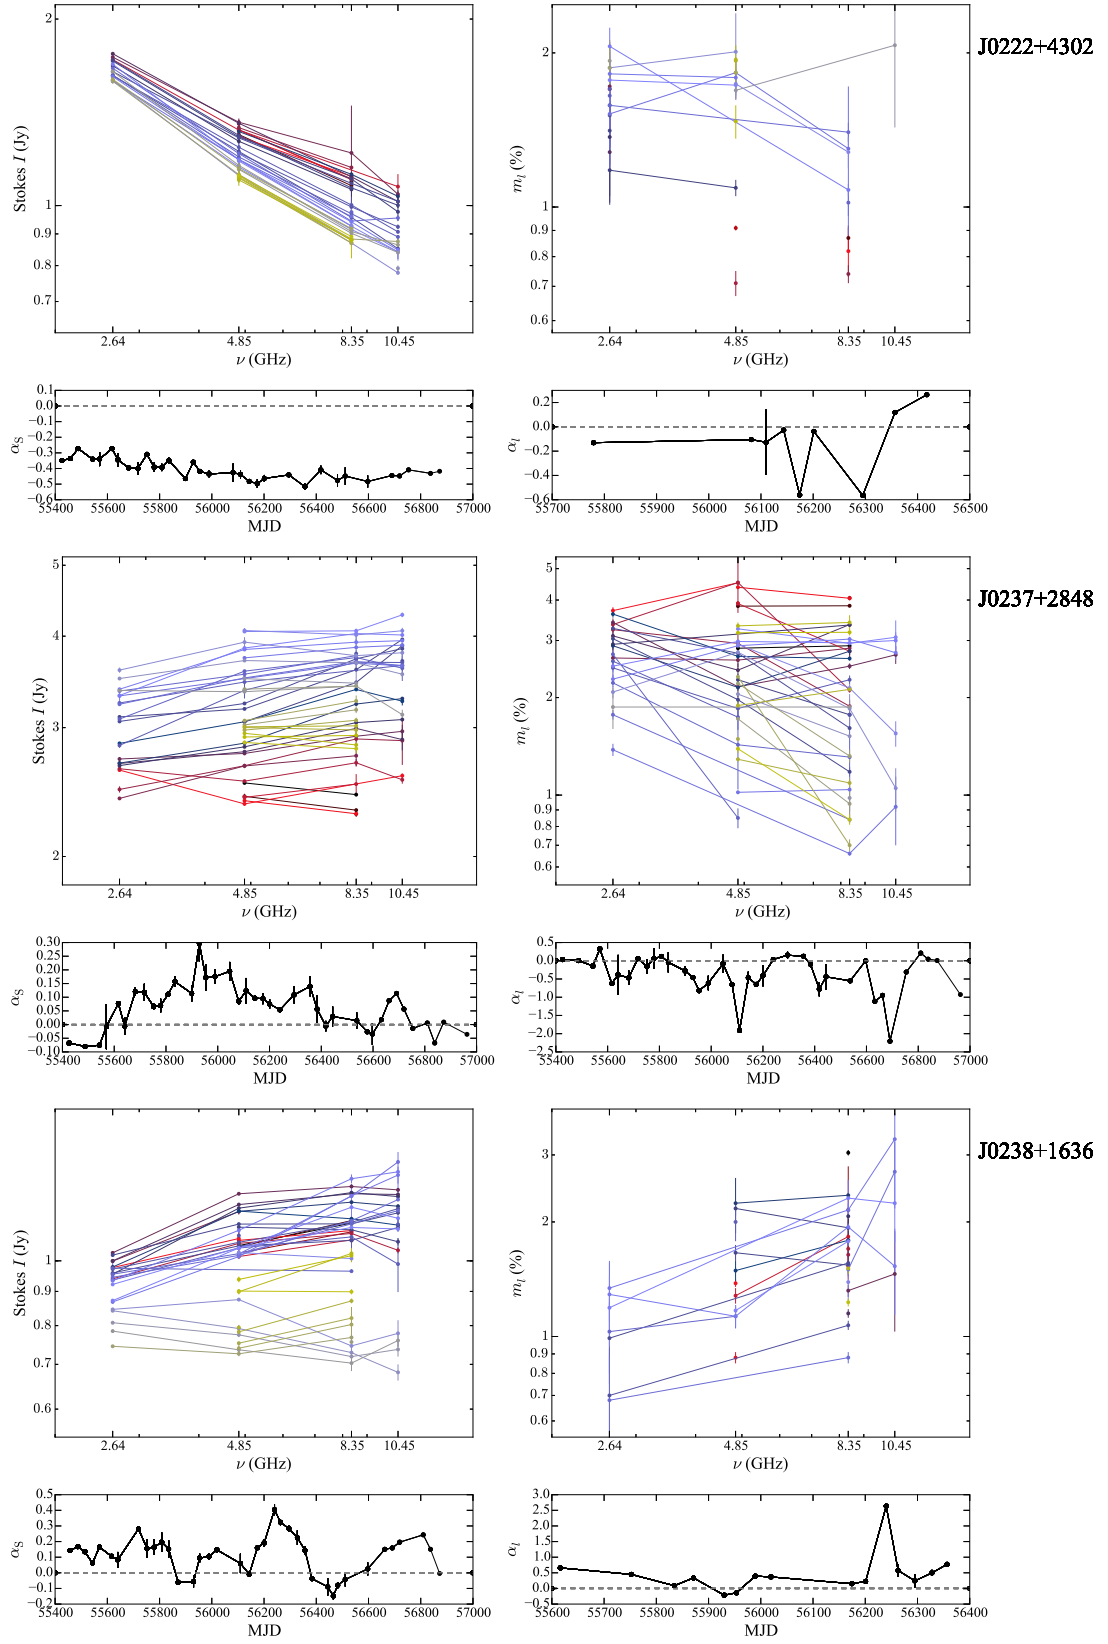 J0222+4302
2
1
0.9
0.8
0.7
Stokes I (Jy)
2.64 4.85 8.35 10.45
ν (GHz)
2
1
0.9
0.8
0.7
0.6
m_l (%)
2.64 4.85 8.35 10.45
ν (GHz)
0.1
0.0
−0.1
−0.2
−0.3
−0.4
−0.5
−0.6
α_S
55400 55600 55800 56000 56200 56400 56600 56800 57000
MJD
0.2
0.0
−0.2
−0.4
−0.6
α_l
55700 55800 55900 56000 56100 56200 56300 56400 56500
MJD
J0237+2848
5
4
3
2
Stokes I (Jy)
2.64 4.85 8.35 10.45
ν (GHz)
5
4
3
2
1
0.9
0.8
0.7
0.6
m_l (%)
2.64 4.85 8.35 10.45
ν (GHz)
0.30
0.25
0.20
0.15
0.10
0.05
0.00
−0.05
−0.10
α_S
55400 55600 55800 56000 56200 56400 56600 56800 57000
MJD
0.5
0.0
−0.5
−1.0
−1.5
−2.0
−2.5
α_l
55400 55600 55800 56000 56200 56400 56600 56800 57000
MJD
J0238+1636
1
0.9
0.8
0.7
0.6
Stokes I (Jy)
2.64 4.85 8.35 10.45
ν (GHz)
3
2
1
0.9
0.8
0.7
0.6
m_l (%)
2.64 4.85 8.35 10.45
ν (GHz)
0.5
0.4
0.3
0.2
0.1
0.0
−0.1
−0.2
α_S
55400 55600 55800 56000 56200 56400 56600 56800 57000
MJD
3.0
2.5
2.0
1.5
1.0
0.5
0.0
−0.5
α_l
55600 55700 55800 55900 56000 56100 56200 56300 56400
MJD